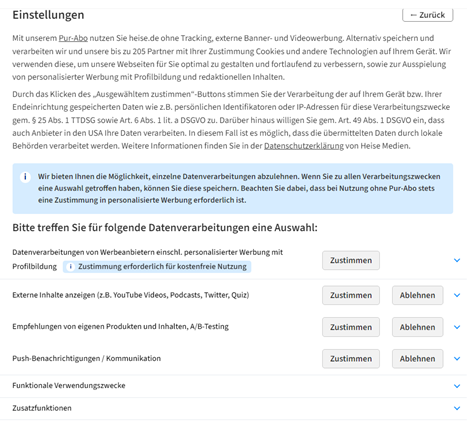 Einstellungen
← Zurück
Mit unserem Pur-Abo nutzen Sie heise.de ohne Tracking, externe Banner- und Videowerbung. Alternativ speichern und
verarbeiten wir und unsere bis zu 205 Partner mit Ihrer Zustimmung Cookies und andere Technologien auf Ihrem Gerät. Wir
verwenden diese, um unsere Webseiten für Sie optimal zu gestalten und fortlaufend zu verbessern, sowie zur Ausspielung
von personalisierter Werbung mit Profilbildung und redaktionellen Inhalten.
Durch das Klicken des „Ausgewähltem zustimmen"-Buttons stimmen Sie der Verarbeitung der auf Ihrem Gerät bzw. Ihrer
Endeinrichtung gespeicherten Daten wie z.B. persönlichen Identifikatoren oder IP-Adressen für diese Verarbeitungszwecke
gem. § 25 Abs. 1 TTDSG sowie Art. 6 Abs. 1 lit. a DSGVO zu. Darüber hinaus willigen Sie gem. Art. 49 Abs. 1 DSGVO ein, dass
auch Anbieter in den USA Ihre Daten verarbeiten. In diesem Fall ist es möglich, dass die übermittelten Daten durch lokale
Behörden verarbeitet werden. Weitere Informationen finden Sie in der Datenschutzerklärung von Heise Medien.
i Wir bieten Ihnen die Möglichkeit, einzelne Datenverarbeitungen abzulehnen. Wenn Sie zu allen Verarbeitungszwecken
eine Auswahl getroffen haben, können Sie diese speichern. Beachten Sie dabei, dass bei Nutzung ohne Pur-Abo stets
eine Zustimmung in personalisierte Werbung erforderlich ist.
Bitte treffen Sie für folgende Datenverarbeitungen eine Auswahl:
Datenverarbeitungen von Werbeanbietern einschl. personalisierter Werbung mit
Profilbildung i Zustimmung erforderlich für kostenfreie Nutzung
Zustimmen
Externe Inhalte anzeigen (z.B. YouTube Videos, Podcasts, Twitter, Quiz) Zustimmen Ablehnen
Empfehlungen von eigenen Produkten und Inhalten, A/B-Testing Zustimmen Ablehnen
Push-Benachrichtigungen / Kommunikation Zustimmen Ablehnen
Funktionale Verwendungszwecke
Zusatzfunktionen